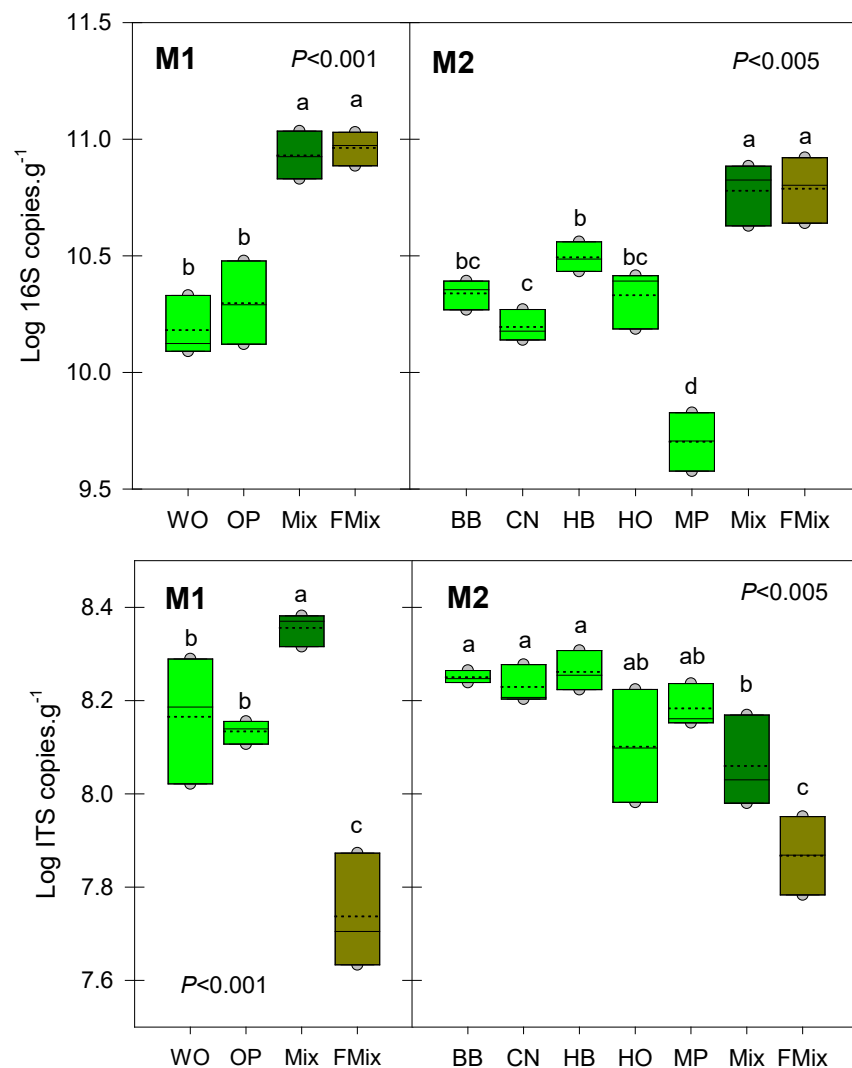 Log 16S copies.g⁻¹
11.5
11.0
10.5
10.0
9.5
M1
P<0.001
b
b
a
a
WO OP Mix FMix
M2
P<0.005
bc
c
b
bc
d
a
a
BB CN HB HO MP Mix FMix
Log ITS copies.g⁻¹
8.4
8.2
8.0
7.8
7.6
M1
b
b
a
c
P<0.001
WO OP Mix FMix
M2
P<0.005
a
a
a
ab
ab
b
c
BB CN HB HO MP Mix FMix